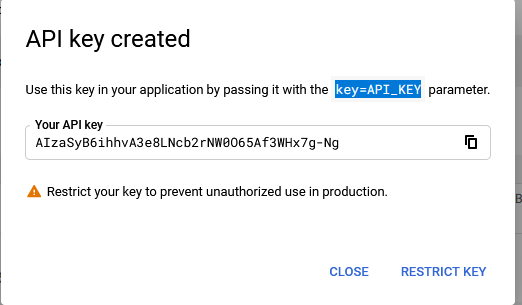 API key created
Use this key in your application by passing it with the key=API_KEY parameter.
Your API key
AIzaSyB6ihhvA3e8LNcb2rNW0O65Af3WHx7g-Ng
Restrict your key to prevent unauthorized use in production.
CLOSE RESTRICT KEY